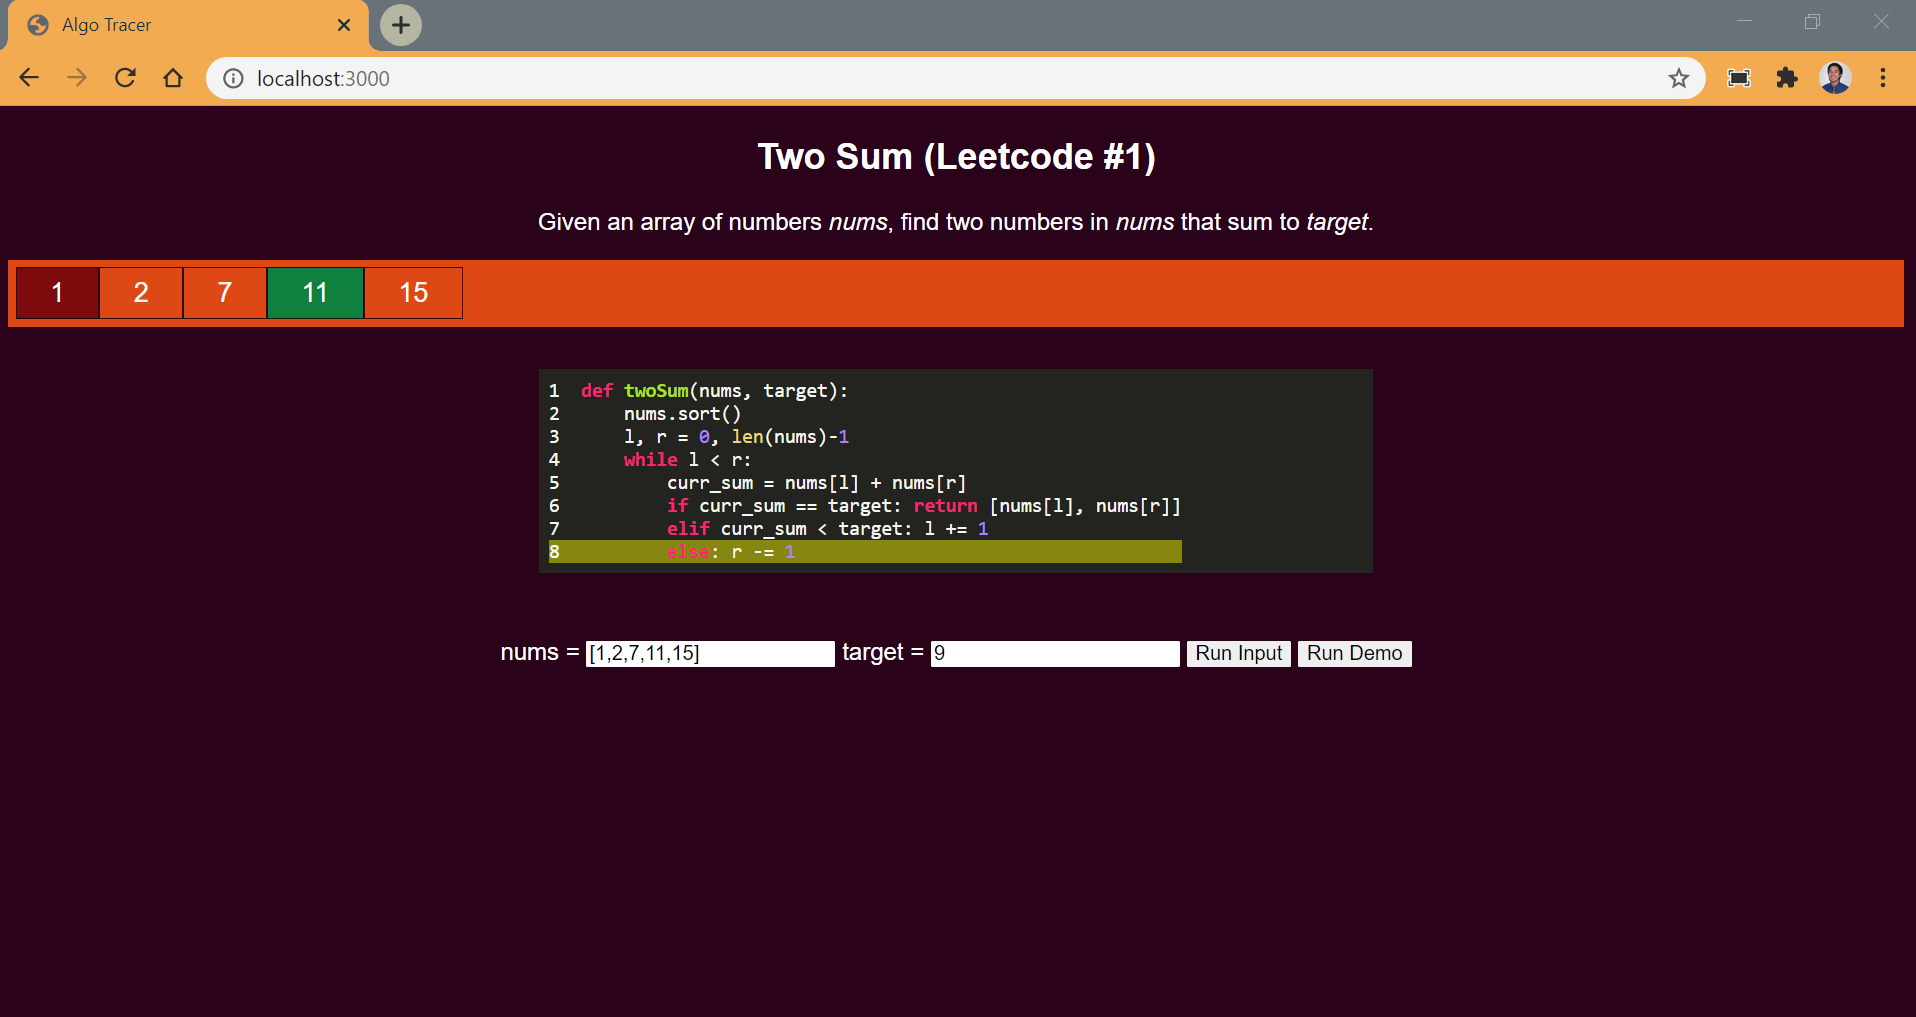 Algo Tracer
localhost:3000
Two Sum (Leetcode #1)
Given an array of numbers nums, find two numbers in nums that sum to target.
1 2 7 11 15
1 def twoSum(nums, target):
2     nums.sort()
3     l, r = 0, len(nums)-1
4     while l < r:
5         curr_sum = nums[l] + nums[r]
6         if curr_sum == target: return [nums[l], nums[r]]
7         elif curr_sum < target: l += 1
8         else: r -= 1
nums = [1,2,7,11,15] target = 9 Run Input Run Demo